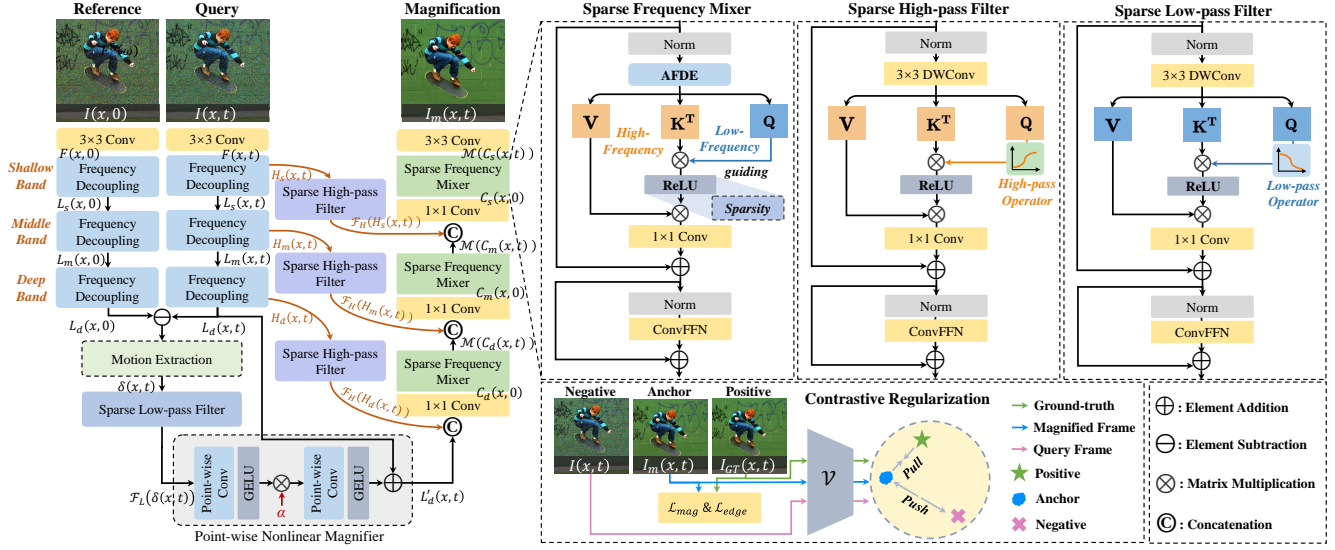 Reference
Query
Magnification
I(x, 0)
I(x, t)
I_m(x, t)
3×3 Conv
3×3 Conv
3×3 Conv
F(x, 0)
F(x, t)
ℳ(C_s(x, t))
Shallow
Band
Frequency
Decoupling
Frequency
Decoupling
H_s(x, t)
Sparse High-pass
Filter
Sparse Frequency
Mixer
L_s(x, 0)
L_s(x, t)
C_s(x, 0)
1×1 Conv
ℱ_H(H_s(x, t))
C
Middle
Band
Frequency
Decoupling
Frequency
Decoupling
H_m(x, t)
ℳ(C_m(x, t))
Sparse High-pass
Filter
Sparse Frequency
Mixer
L_m(x, 0)
L_m(x, t)
C_m(x, 0)
1×1 Conv
ℱ_H(H_m(x, t))
C
Deep
Band
Frequency
Decoupling
Frequency
Decoupling
H_d(x, t)
ℳ(C_d(x, t))
L_d(x, 0)
L_d(x, t)
Sparse High-pass
Filter
Sparse Frequency
Mixer
C_d(x, 0)
1×1 Conv
ℱ_H(H_d(x, t))
C
Motion Extraction
δ(x, t)
Sparse Low-pass Filter
ℱ_L(δ(x, t))
Point-wise
Conv
GELU
α
Point-wise
Conv
GELU
L'_d(x, t)
Point-wise Nonlinear Magnifier
Sparse Frequency Mixer
Norm
AFDE
V
K^T
Q
High-
Frequency
Low-
Frequency
guiding
ReLU
Sparsity
1×1 Conv
Norm
ConvFFN
Sparse High-pass Filter
Norm
3×3 DWConv
V
K^T
Q
High-pass
Operator
ReLU
1×1 Conv
Norm
ConvFFN
Sparse Low-pass Filter
Norm
3×3 DWConv
V
K^T
Q
Low-pass
Operator
ReLU
1×1 Conv
Norm
ConvFFN
Negative
Anchor
Positive
Contrastive Regularization
I(x, t)
I_m(x, t)
I_GT(x, t)
ℒ_mag & ℒ_edge
𝒱
Pull
Push
Ground-truth
Magnified Frame
Query Frame
Positive
Anchor
Negative
: Element Addition
: Element Subtraction
: Matrix Multiplication
C : Concatenation